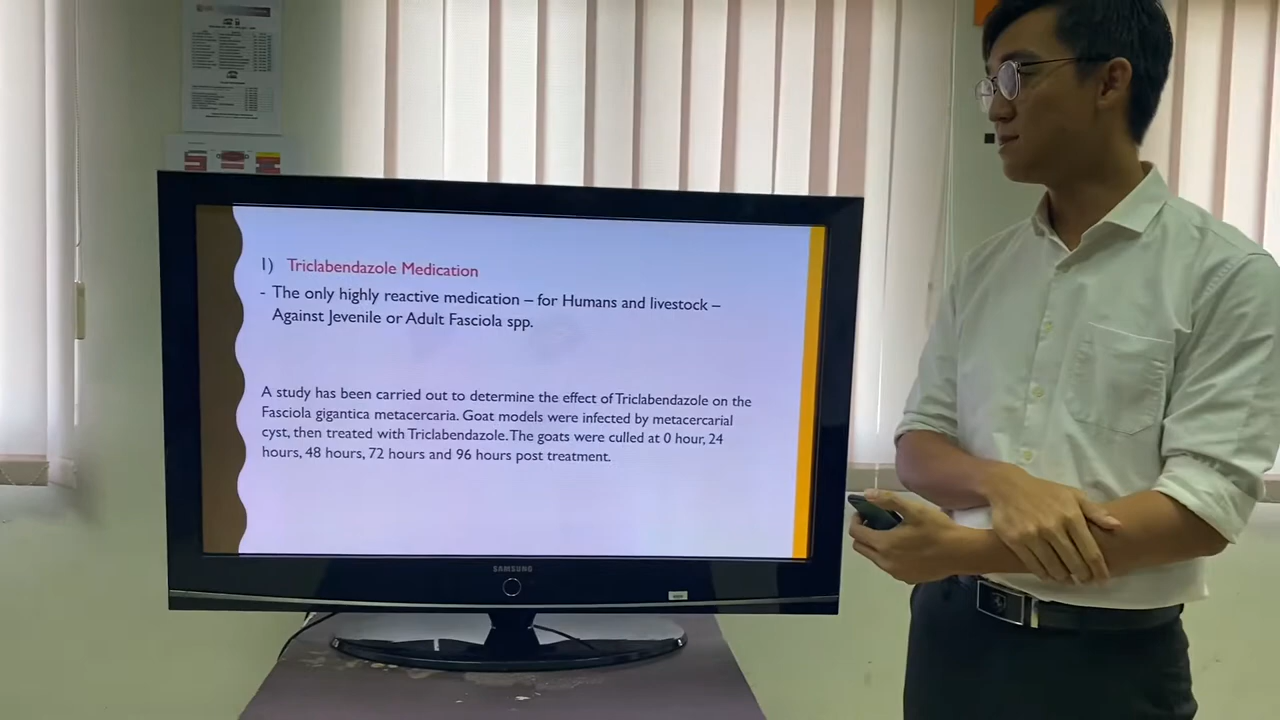 1) Triclabendazole Medication
- The only highly reactive medication – for Humans and livestock –
Against Jevenile or Adult Fasciola spp.
A study has been carried out to determine the effect of Triclabendazole on the
Fasciola gigantica metacercaria. Goat models were infected by metacercarial
cyst, then treated with Triclabendazole. The goats were culled at 0 hour, 24
hours, 48 hours, 72 hours and 96 hours post treatment.
SAMSUNG